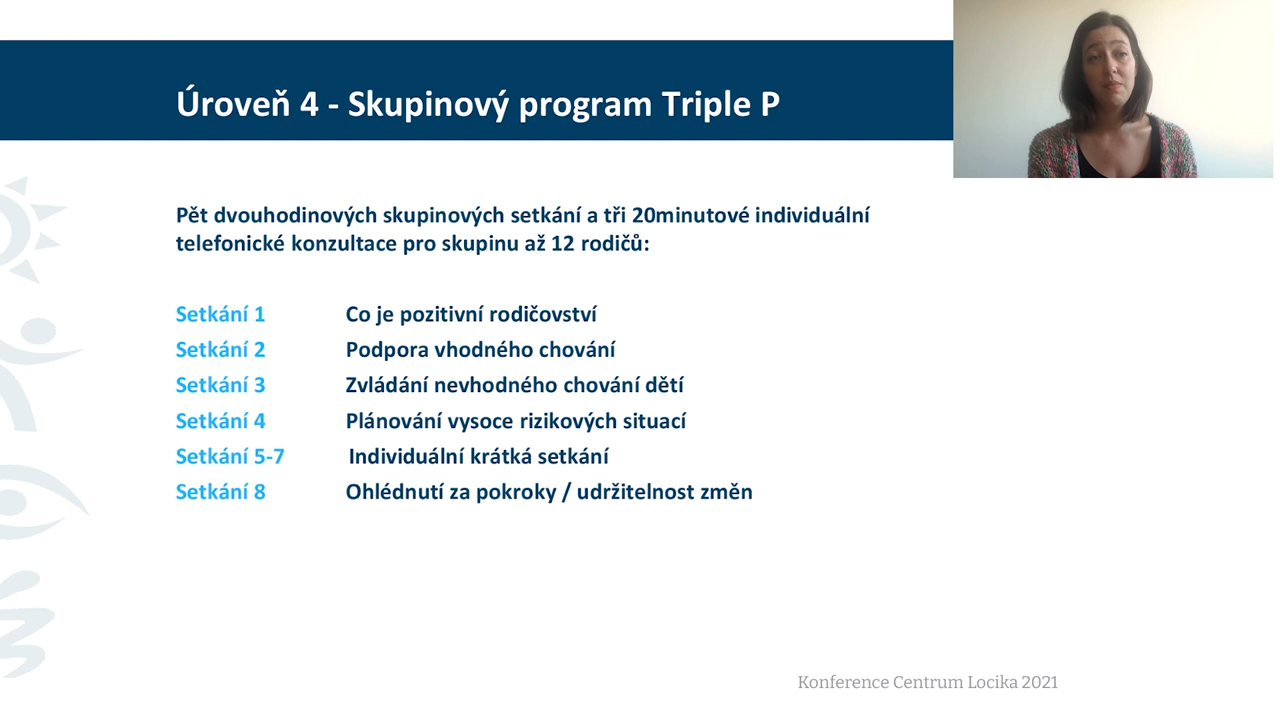 Úroveň 4 - Skupinový program Triple P
Pět dvouhodinových skupinových setkání a tři 20minutové individuální
telefonické konzultace pro skupinu až 12 rodičů:
Setkání 1 Co je pozitivní rodičovství
Setkání 2 Podpora vhodného chování
Setkání 3 Zvládání nevhodného chování dětí
Setkání 4 Plánování vysoce rizikových situací
Setkání 5-7 Individuální krátká setkání
Setkání 8 Ohlédnutí za pokroky / udržitelnost změn
Konference Centrum Locika 2021